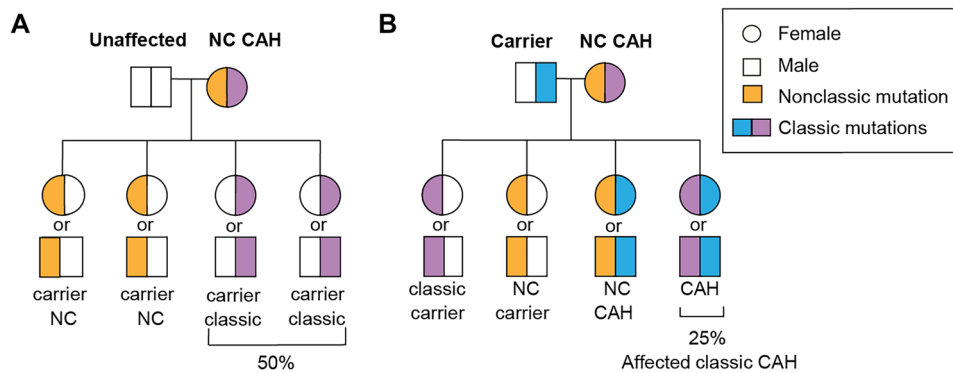 A
Unaffected NC CAH
or or or or
carrier carrier carrier carrier
NC NC classic classic
50%
B
Carrier NC CAH
or or or or
classic NC NC CAH
carrier carrier CAH
25%
Affected classic CAH
Female
Male
Nonclassic mutation
Classic mutations